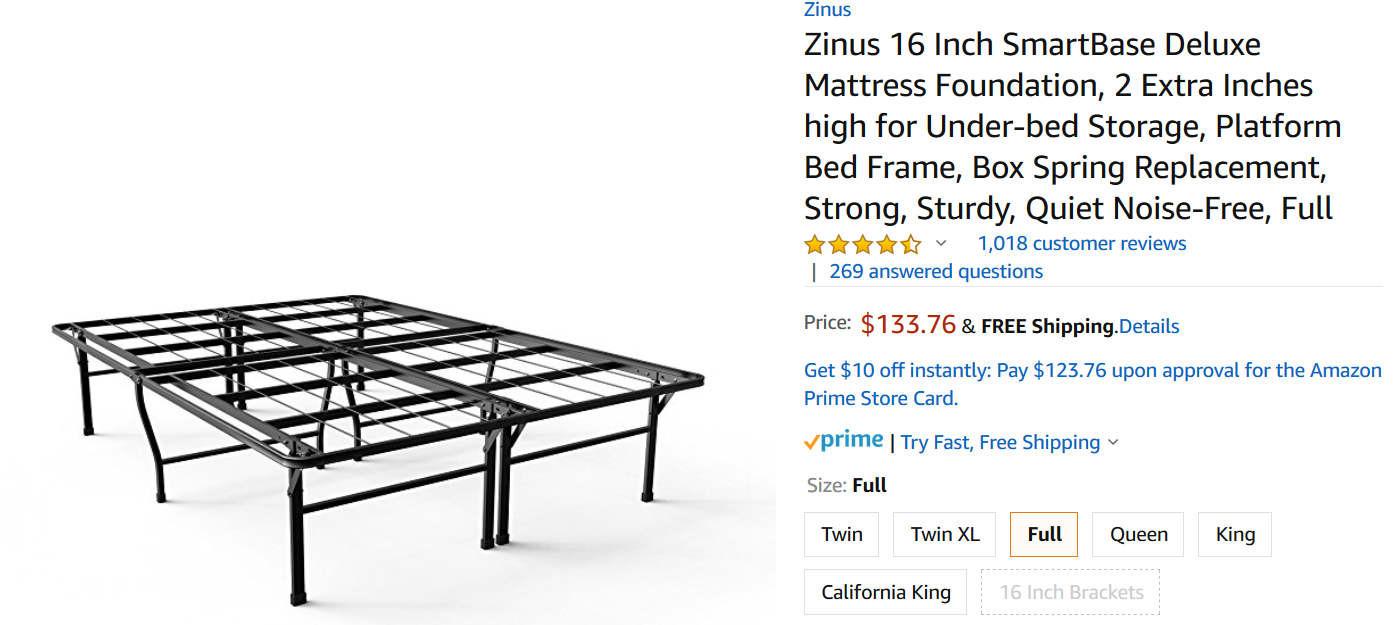 Zinus
Zinus 16 Inch SmartBase Deluxe
Mattress Foundation, 2 Extra Inches
high for Under-bed Storage, Platform
Bed Frame, Box Spring Replacement,
Strong, Sturdy, Quiet Noise-Free, Full
1,018 customer reviews
| 269 answered questions
Price: $133.76 & FREE Shipping.Details
Get $10 off instantly: Pay $123.76 upon approval for the Amazon
Prime Store Card.
prime | Try Fast, Free Shipping
Size: Full
Twin Twin XL Full Queen King
California King 16 Inch Brackets